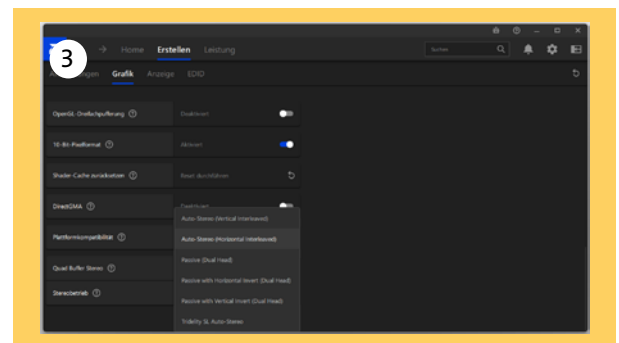 3
Home Erstellen Leistung
Suchen
Grafik Anzeige EDID
OpenGL-Dreifachpufferung Deaktiviert
10-Bit-Pixelformat Aktiviert
Shader-Cache zurücksetzen Reset durchführen
DirectGMA Deaktiviert
Auto-Stereo (Vertical Interleaved)
Plattformkompatibilität Auto-Stereo (Horizontal Interleaved)
Passive (Dual Head)
Quad Buffer Stereo
Passive with Horizontal Invert (Dual Head)
Stereobetrieb
Passive with Vertical Invert (Dual Head)
Tridelity SL Auto-Stereo